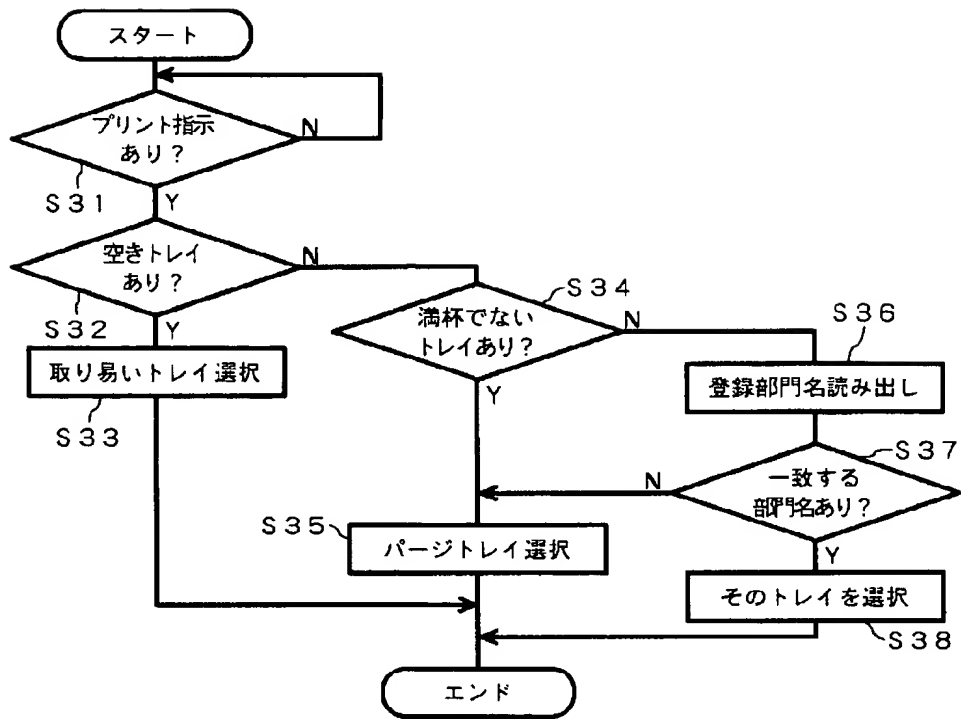 スタート
プリント指示
あり？
N
S31
Y
空きトレイ
あり？
N
S32
Y
取り易いトレイ選択
S33
満杯でない
トレイあり？
S34
N
Y
S36
登録部門名読み出し
S37
一致する
部門名あり？
N
Y
S35
パージトレイ選択
そのトレイを選択
S38
エンド